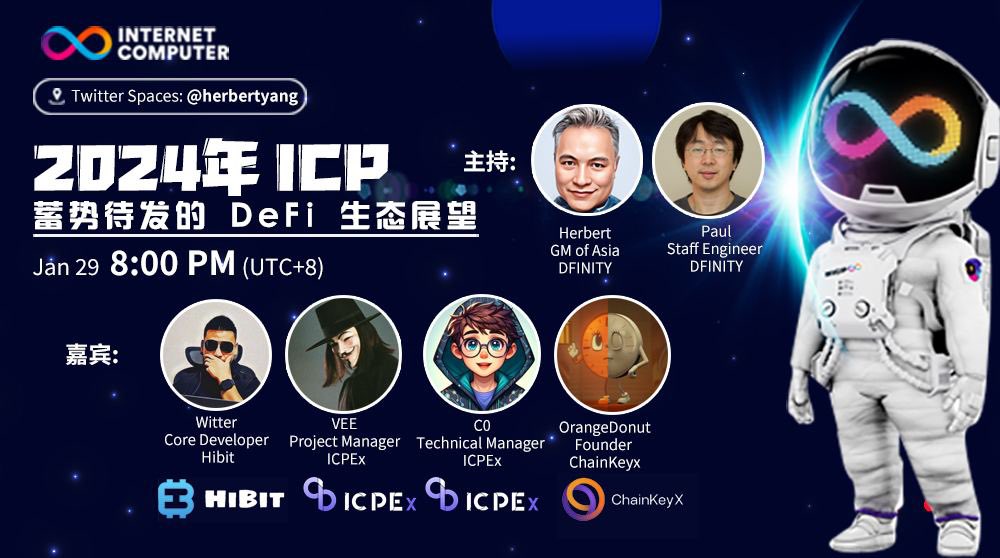 INTERNET
COMPUTER
Twitter Spaces: @herbertyang
2024年 ICP
蓄势待发的 DeFi 生态展望
Jan 29 8:00 PM (UTC+8)
主持:
Herbert
GM of Asia
DFINITY
Paul
Staff Engineer
DFINITY
嘉宾:
Witter
Core Developer
Hibit
VEE
Project Manager
ICPEx
C0
Technical Manager
ICPEx
OrangeDonut
Founder
ChainKeyx
HiBIT
ICPEx
ICPEx
ChainKeyX